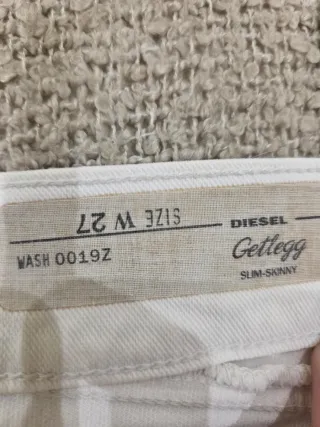 SIZE W 27
DIESEL
WASH 0019Z
Getlegg
SLIM-SKINNY